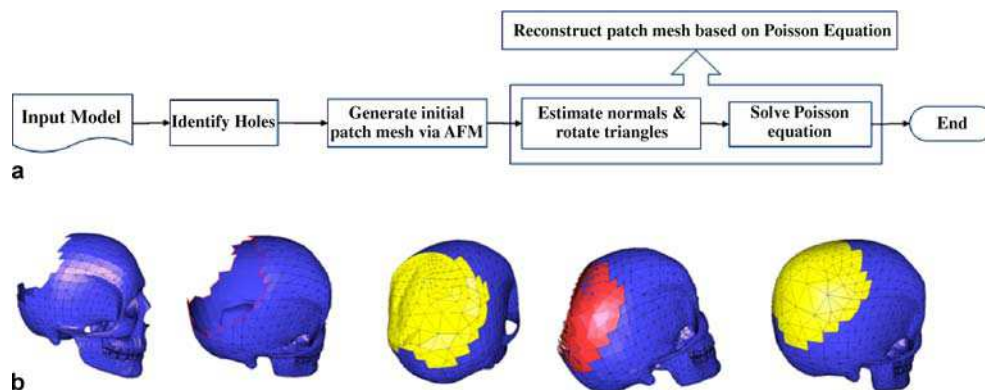 Reconstruct patch mesh based on Poisson Equation
Input Model
Identify Holes
Generate initial
patch mesh via AFM
Estimate normals &
rotate triangles
Solve Poisson
equation
End
a
b